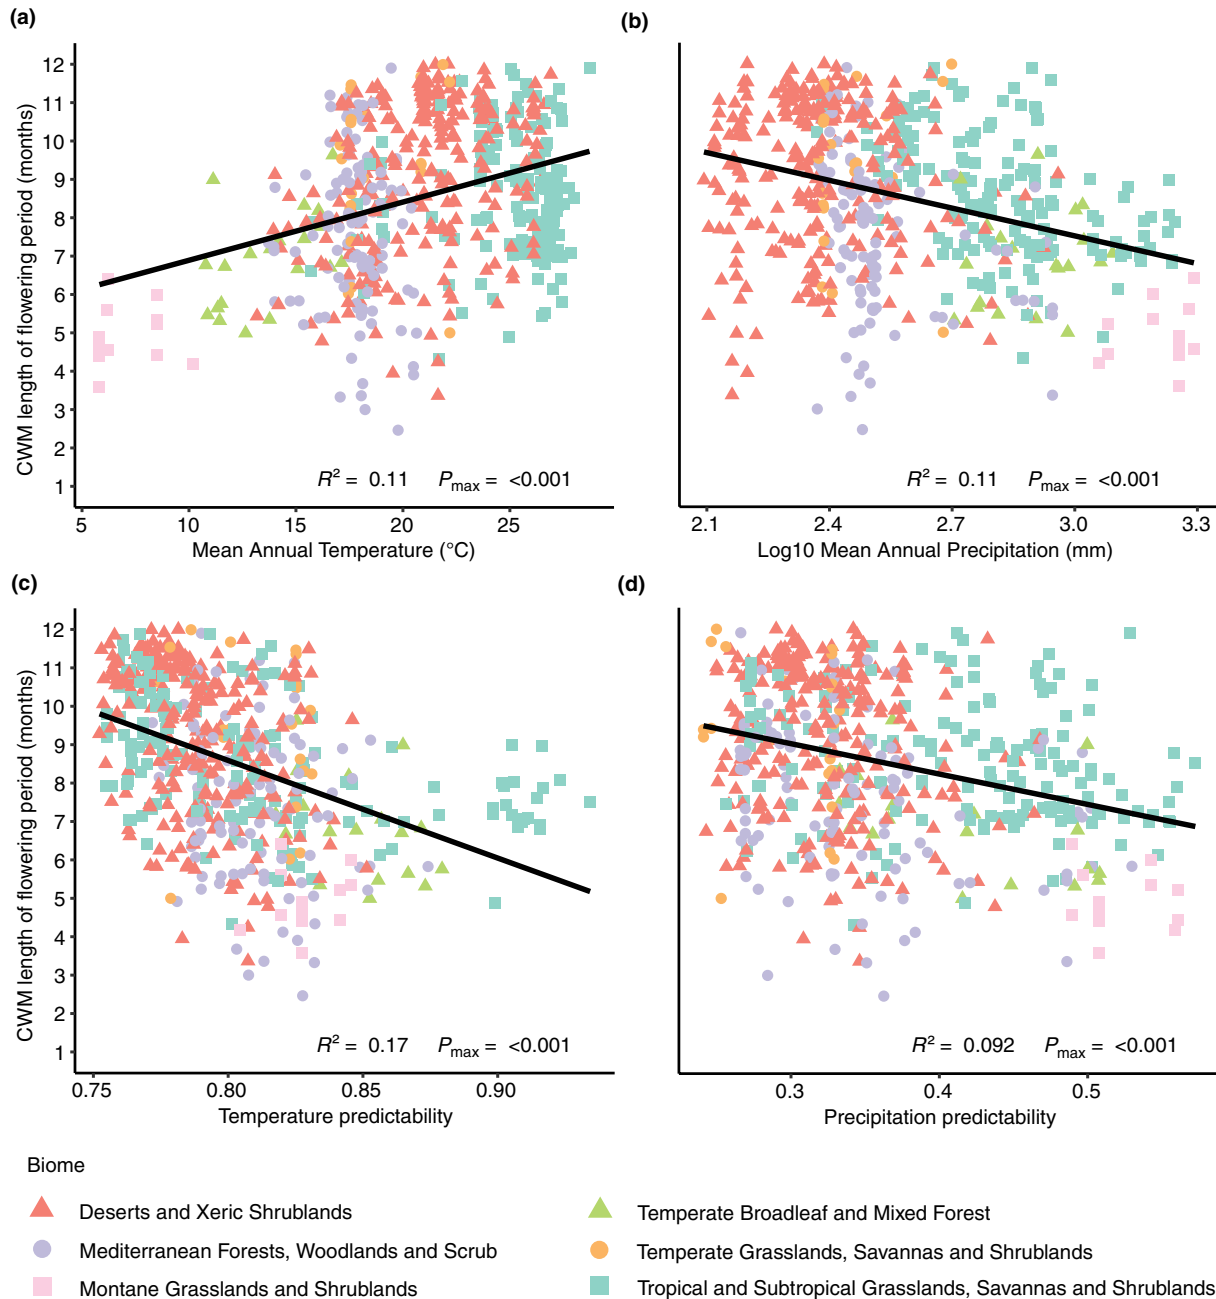 (a)
CWM length of flowering period (months)
12
11
10
9
8
7
6
5
4
3
2
1
R² = 0.11 Pmax = <0.001
5 10 15 20 25
Mean Annual Temperature (°C)
(b)
R² = 0.11 Pmax = <0.001
2.1 2.4 2.7 3.0 3.3
Log10 Mean Annual Precipitation (mm)
(c)
CWM length of flowering period (months)
12
11
10
9
8
7
6
5
4
3
2
1
R² = 0.17 Pmax = <0.001
0.75 0.80 0.85 0.90
Temperature predictability
(d)
R² = 0.092 Pmax = <0.001
0.3 0.4 0.5
Precipitation predictability
Biome
Deserts and Xeric Shrublands
Mediterranean Forests, Woodlands and Scrub
Montane Grasslands and Shrublands
Temperate Broadleaf and Mixed Forest
Temperate Grasslands, Savannas and Shrublands
Tropical and Subtropical Grasslands, Savannas and Shrublands